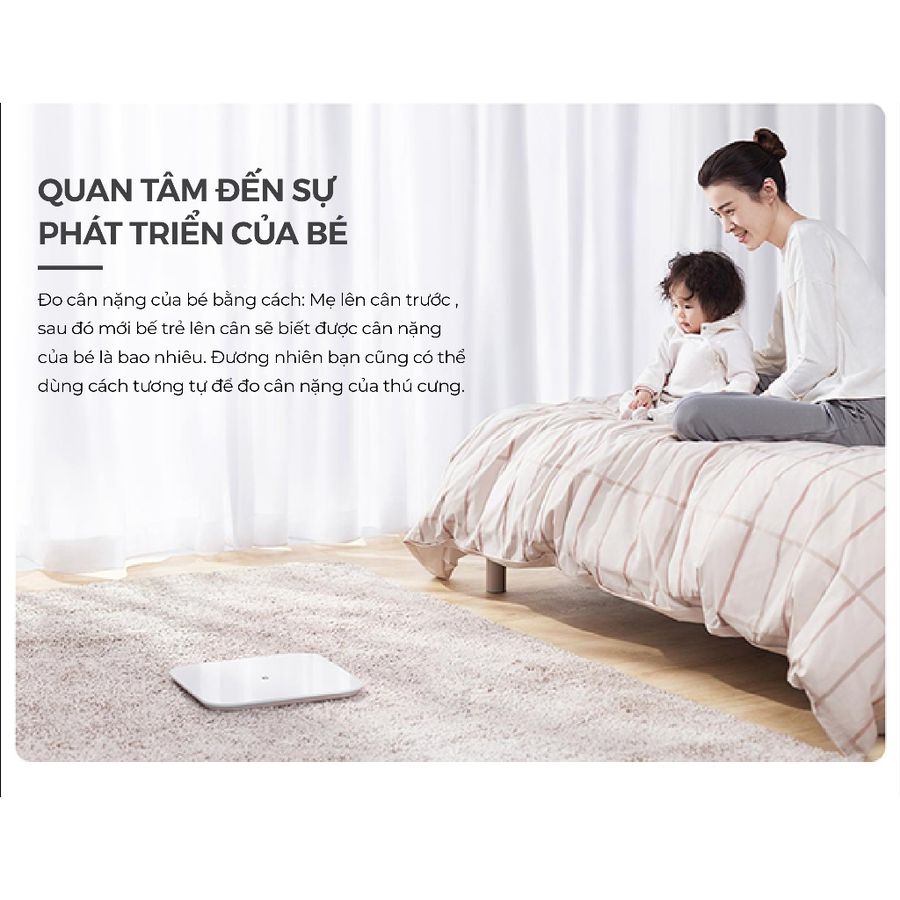 QUAN TÂM ĐẾN SỰ
PHÁT TRIỂN CỦA BÉ
Đo cân nặng của bé bằng cách: Mẹ lên cân trước ,
sau đó mới bế trẻ lên cân sẽ biết được cân nặng
của bé là bao nhiêu. Đương nhiên bạn cũng có thể
dùng cách tương tự để đo cân nặng của thú cưng.